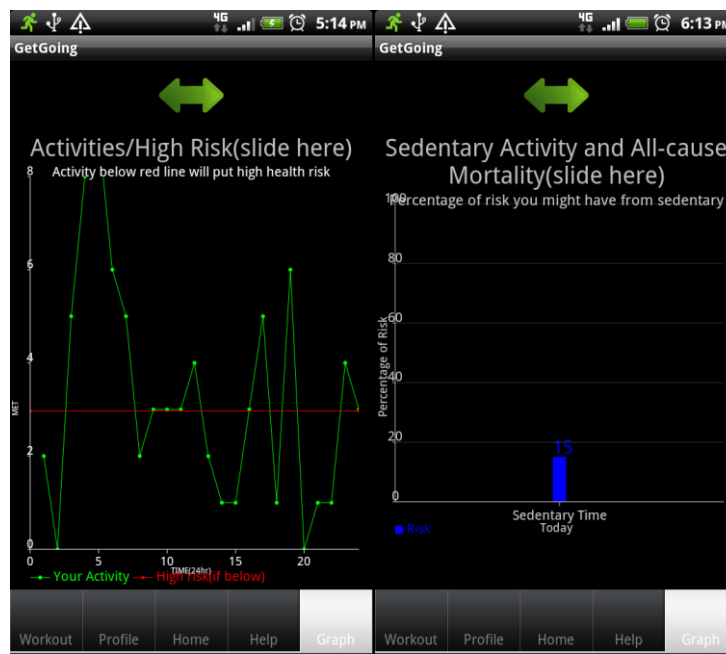 4G 5:14 PM
GetGoing
Activities/High Risk(slide here)
Activity below red line will put high health risk
8
6
4
MET
2
0
0 5 10 15 20
TIME(24hr)
Your Activity High risk(if below)
Workout Profile Home Help Graph
4G 6:13 PM
GetGoing
Sedentary Activity and All-cause
Mortality(slide here)
100
Percentage of risk you might have from sedentary
80
60
Percentage of Risk
40
20
15
0
Sedentary Time
Today
Risk
Workout Profile Home Help Graph